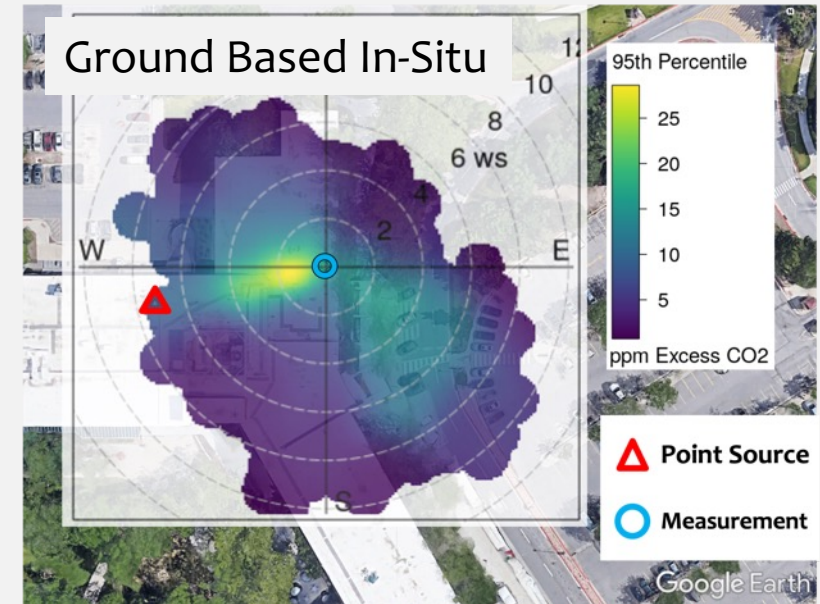 Ground Based In-Situ
12
10
8
6 ws
4
2
W
E
S
95th Percentile
25
20
15
10
5
ppm Excess CO2
Point Source
Measurement
Google Earth